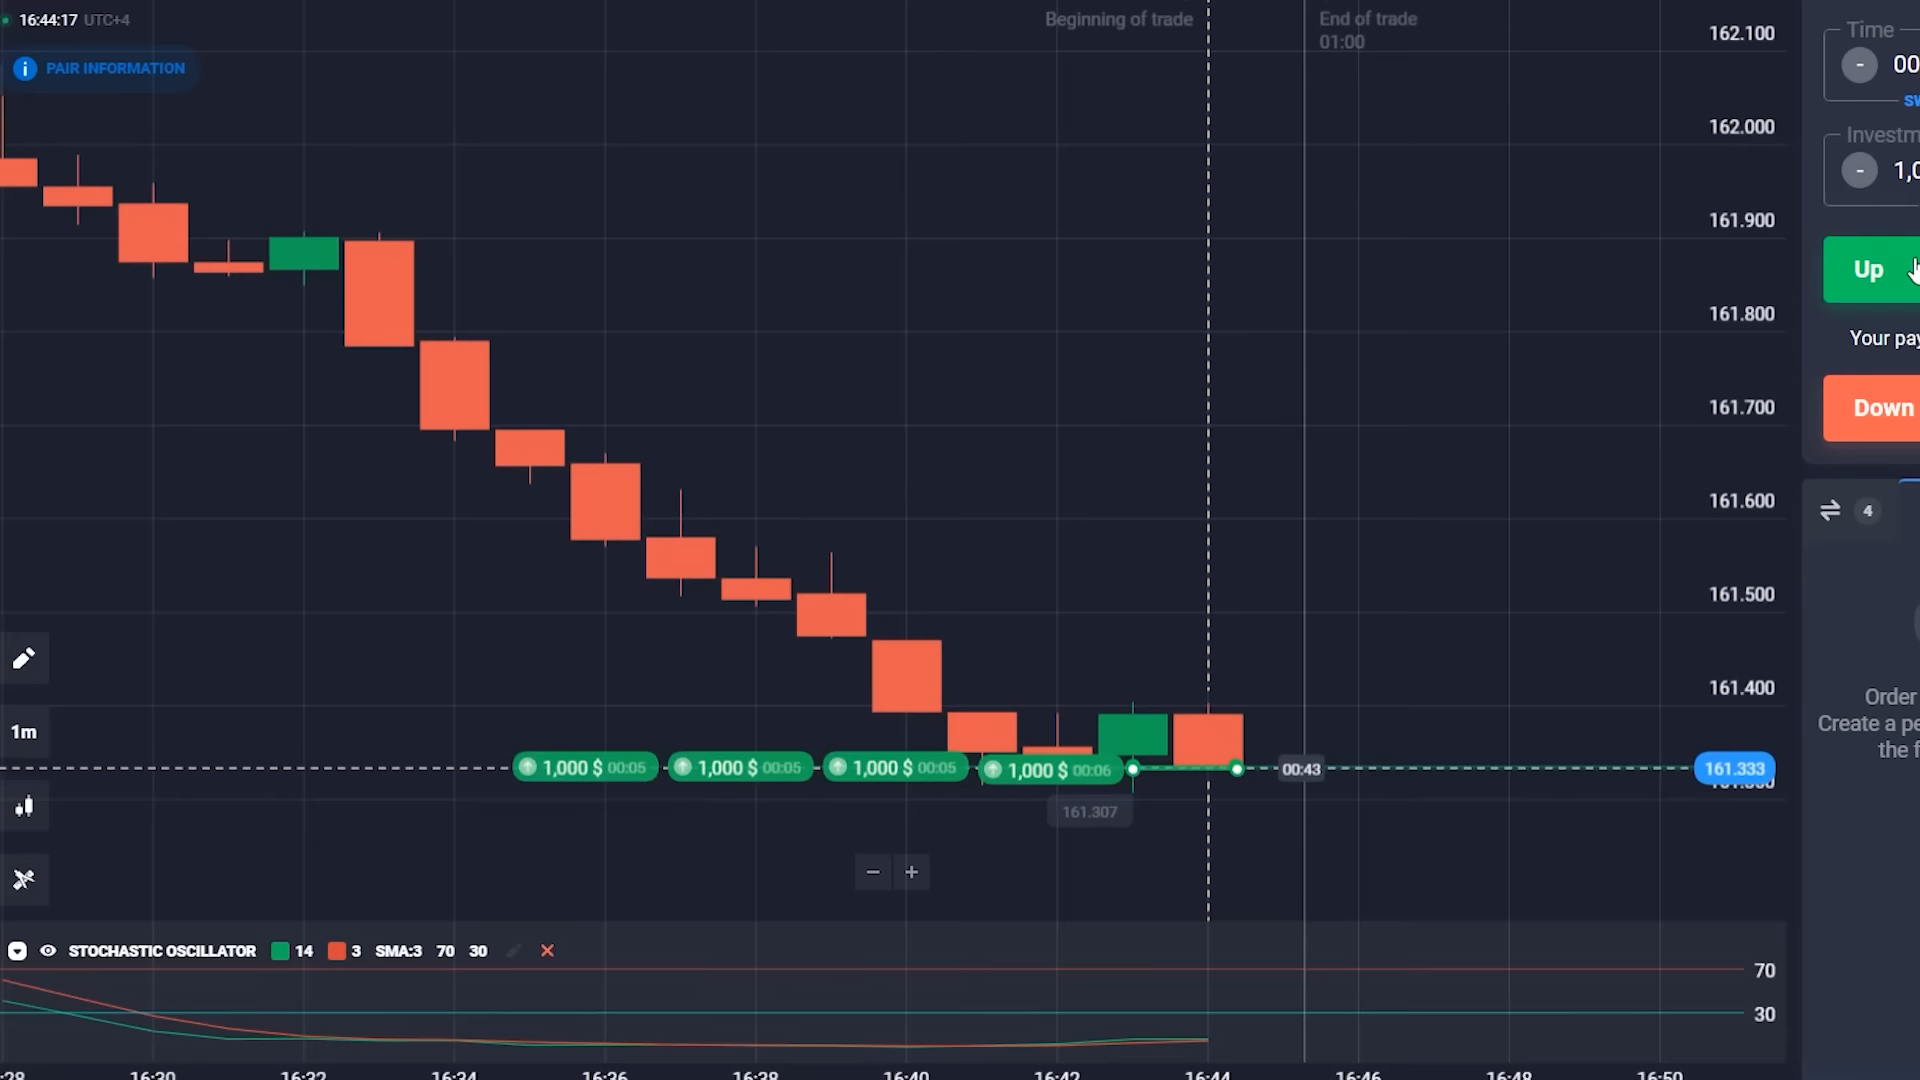 16:44:17 UTC+4
Beginning of trade
End of trade
01:00
PAIR INFORMATION
162.100
162.000
161.900
161.800
161.700
161.600
161.500
161.400
Time
- 00
Investm
- 1,0
Up
Your pay
Down
4
Order
Create a pe
the f
1m
1,000 $ 00:05
1,000 $ 00:05
1,000 $ 00:05
1,000 $ 00:06
00:43
161.333
161.307
− +
STOCHASTIC OSCILLATOR 14 3 SMA:3 70 30
70
30
:28 16:30 16:32 16:34 16:36 16:38 16:40 16:42 16:44 16:46 16:48 16:50